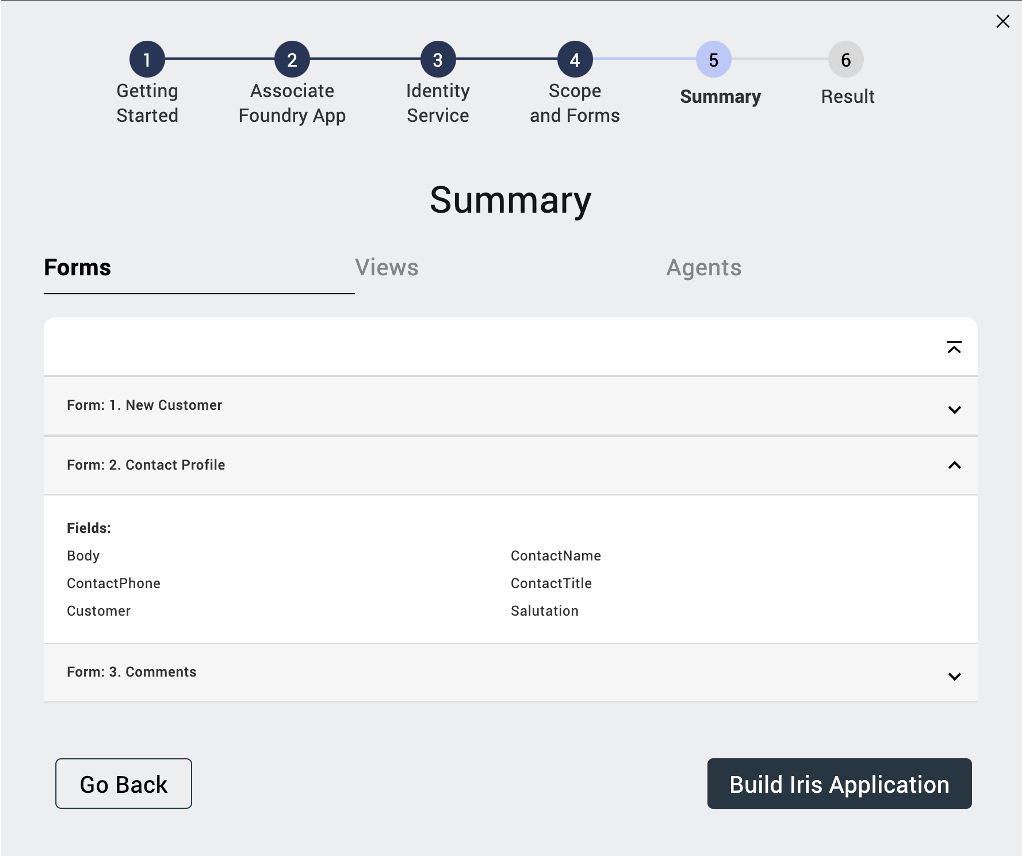 1 2 3 4 5 6
Getting Associate Identity Scope Summary Result
Started Foundry App Service and Forms
Summary
Forms Views Agents
Form: 1. New Customer
Form: 2. Contact Profile
Fields:
Body ContactName
ContactPhone ContactTitle
Customer Salutation
Form: 3. Comments
Go Back Build Iris Application